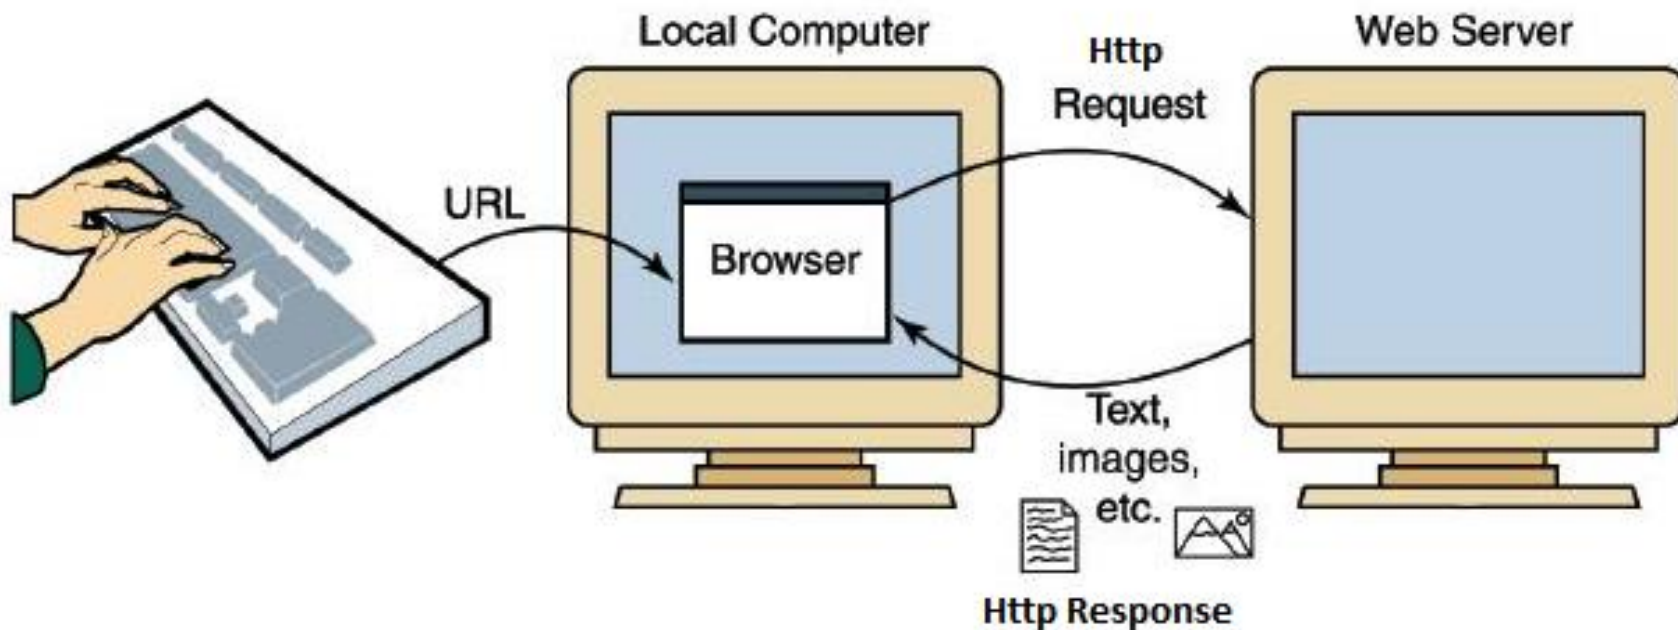 Local Computer
Http
Request
Web Server
URL
Browser
Text,
images,
etc.
Http Response